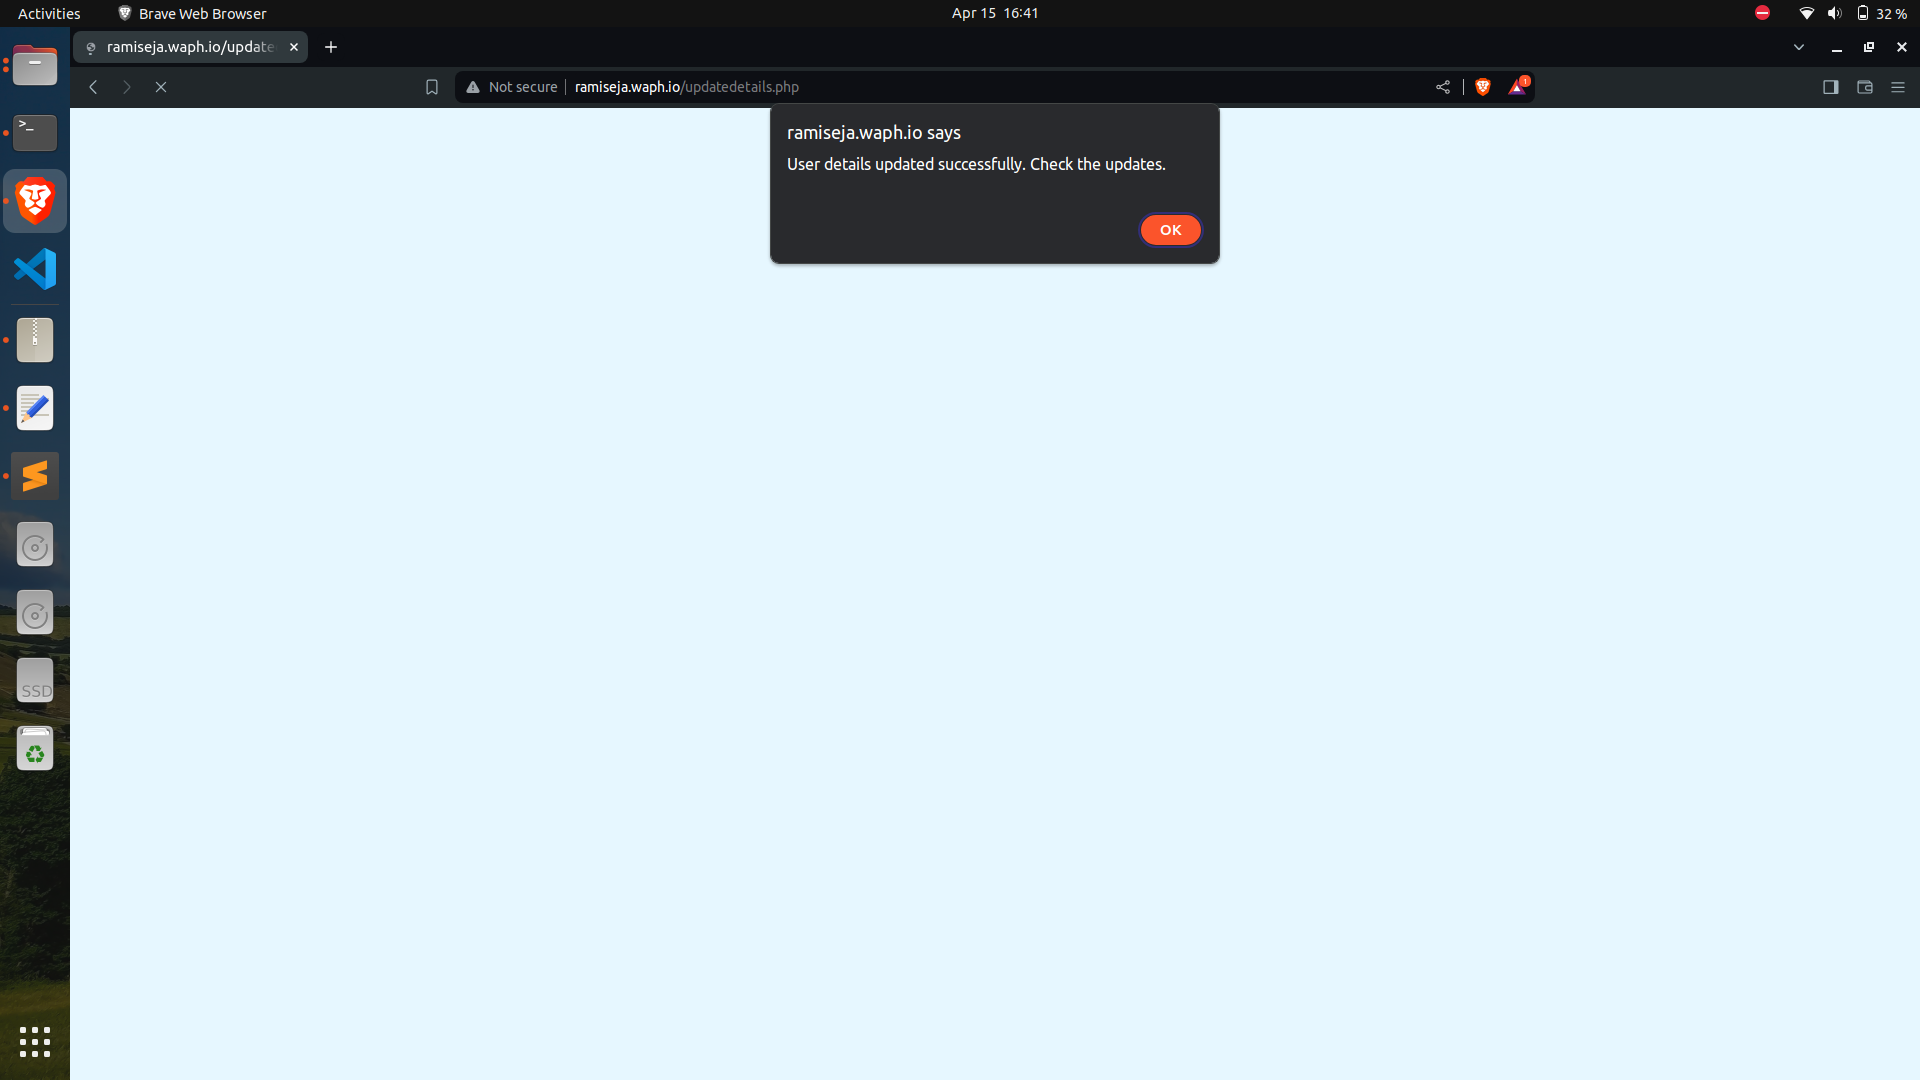 Activities
Brave Web Browser
Apr 15 16:41
32 %
ramiseja.waph.io/update
Not secure
ramiseja.waph.io/updatedetails.php
1
ramiseja.waph.io says
User details updated successfully. Check the updates.
OK
>_
SSD